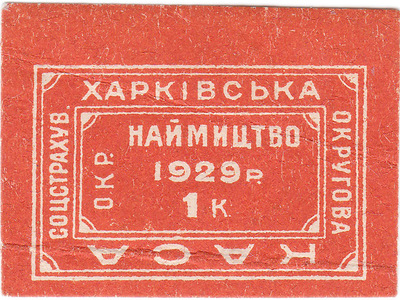 ХАРКІВСЬКА
ОКРУГОВА
КАСА
СОЦСТРАХУВ.
ОКР.
НАЙМИЦТВО
1929 Р.
1 К.